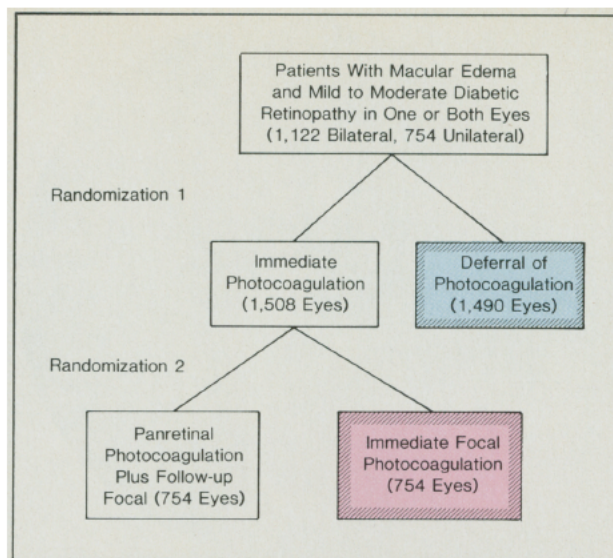 Patients With Macular Edema
and Mild to Moderate Diabetic
Retinopathy in One or Both Eyes
(1,122 Bilateral, 754 Unilateral)
Randomization 1
Immediate
Photocoagulation
(1,508 Eyes)
Deferral of
Photocoagulation
(1,490 Eyes)
Randomization 2
Panretinal
Photocoagulation
Plus Follow-up
Focal (754 Eyes)
Immediate Focal
Photocoagulation
(754 Eyes)